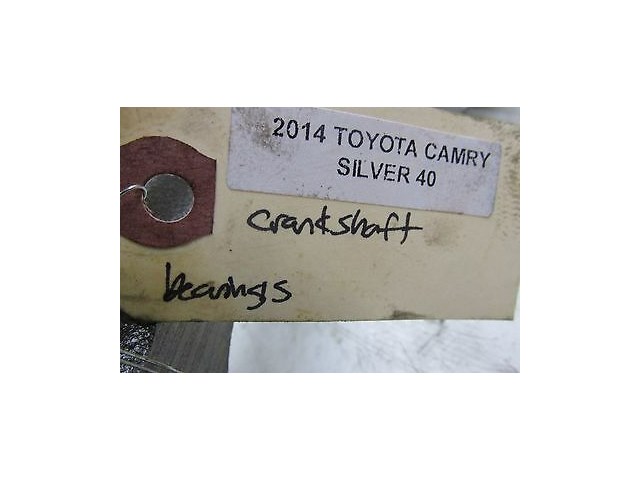 2014 TOYOTA CAMRY
SILVER 40
crankshaft
bearings